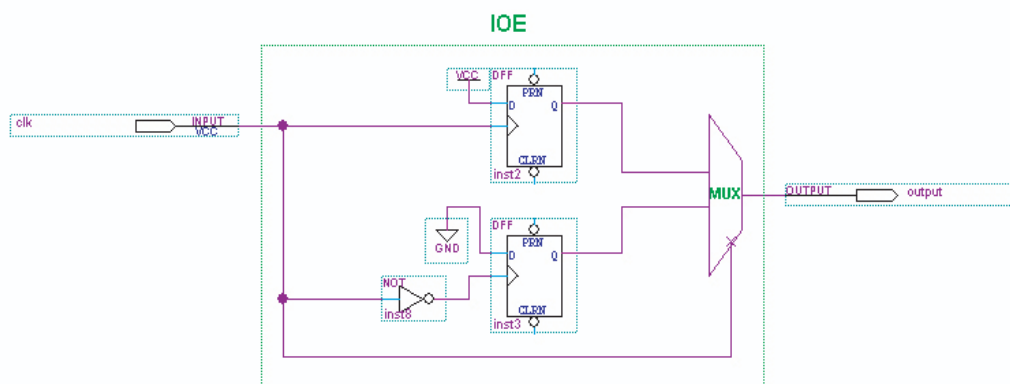 IOE
VCC
DFF
PRN
D
Q
CLRN
inst2
clk
INPUT
VCC
MUX
OUTPUT
output
GND
DFF
PRN
D
Q
CLRN
inst3
NOT
inst8